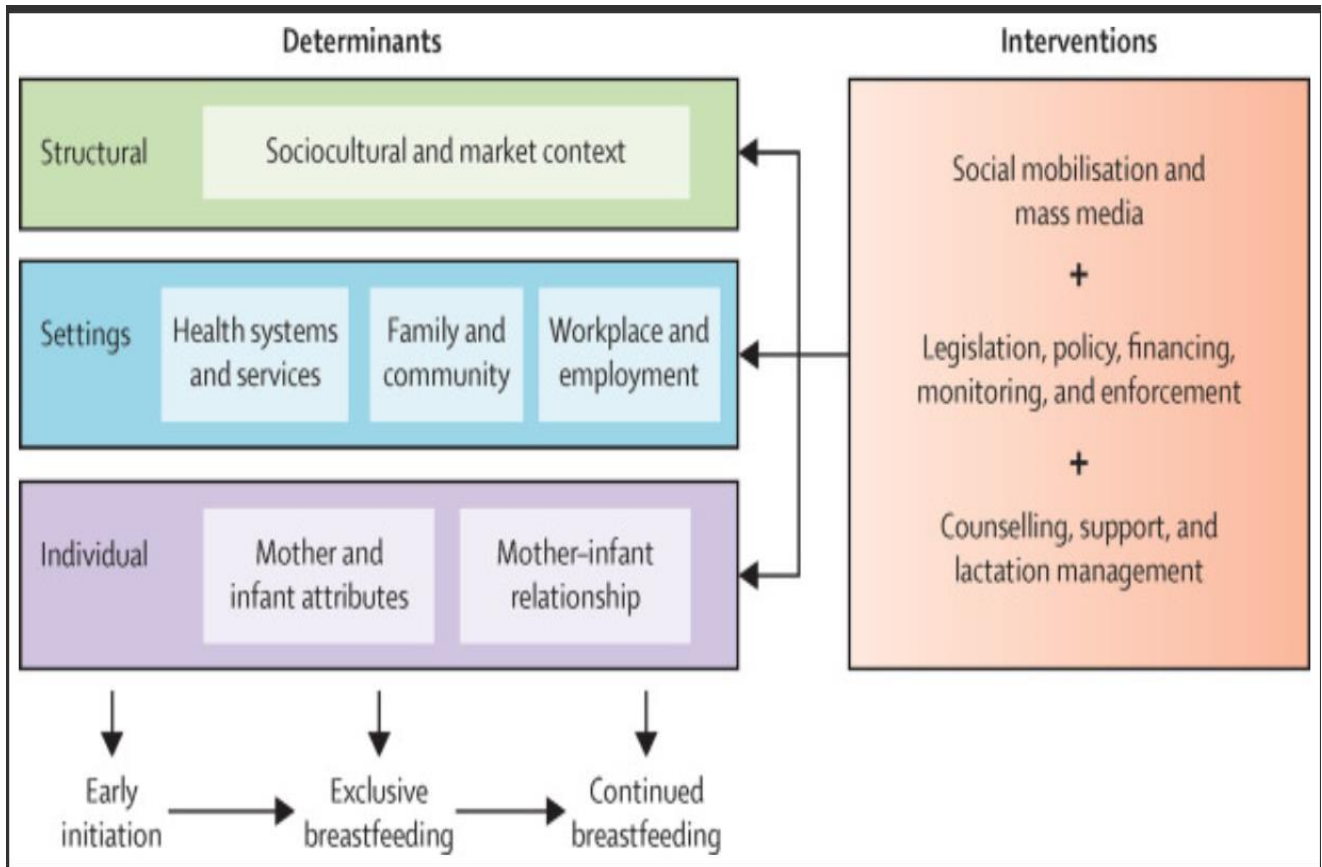 Determinants
Interventions
Structural
Sociocultural and market context
Settings
Health systems
and services
Family and
community
Workplace and
employment
Individual
Mother and
infant attributes
Mother–infant
relationship
Early
initiation
Exclusive
breastfeeding
Continued
breastfeeding
Social mobilisation and
mass media
+
Legislation, policy, financing,
monitoring, and enforcement
+
Counselling, support, and
lactation management